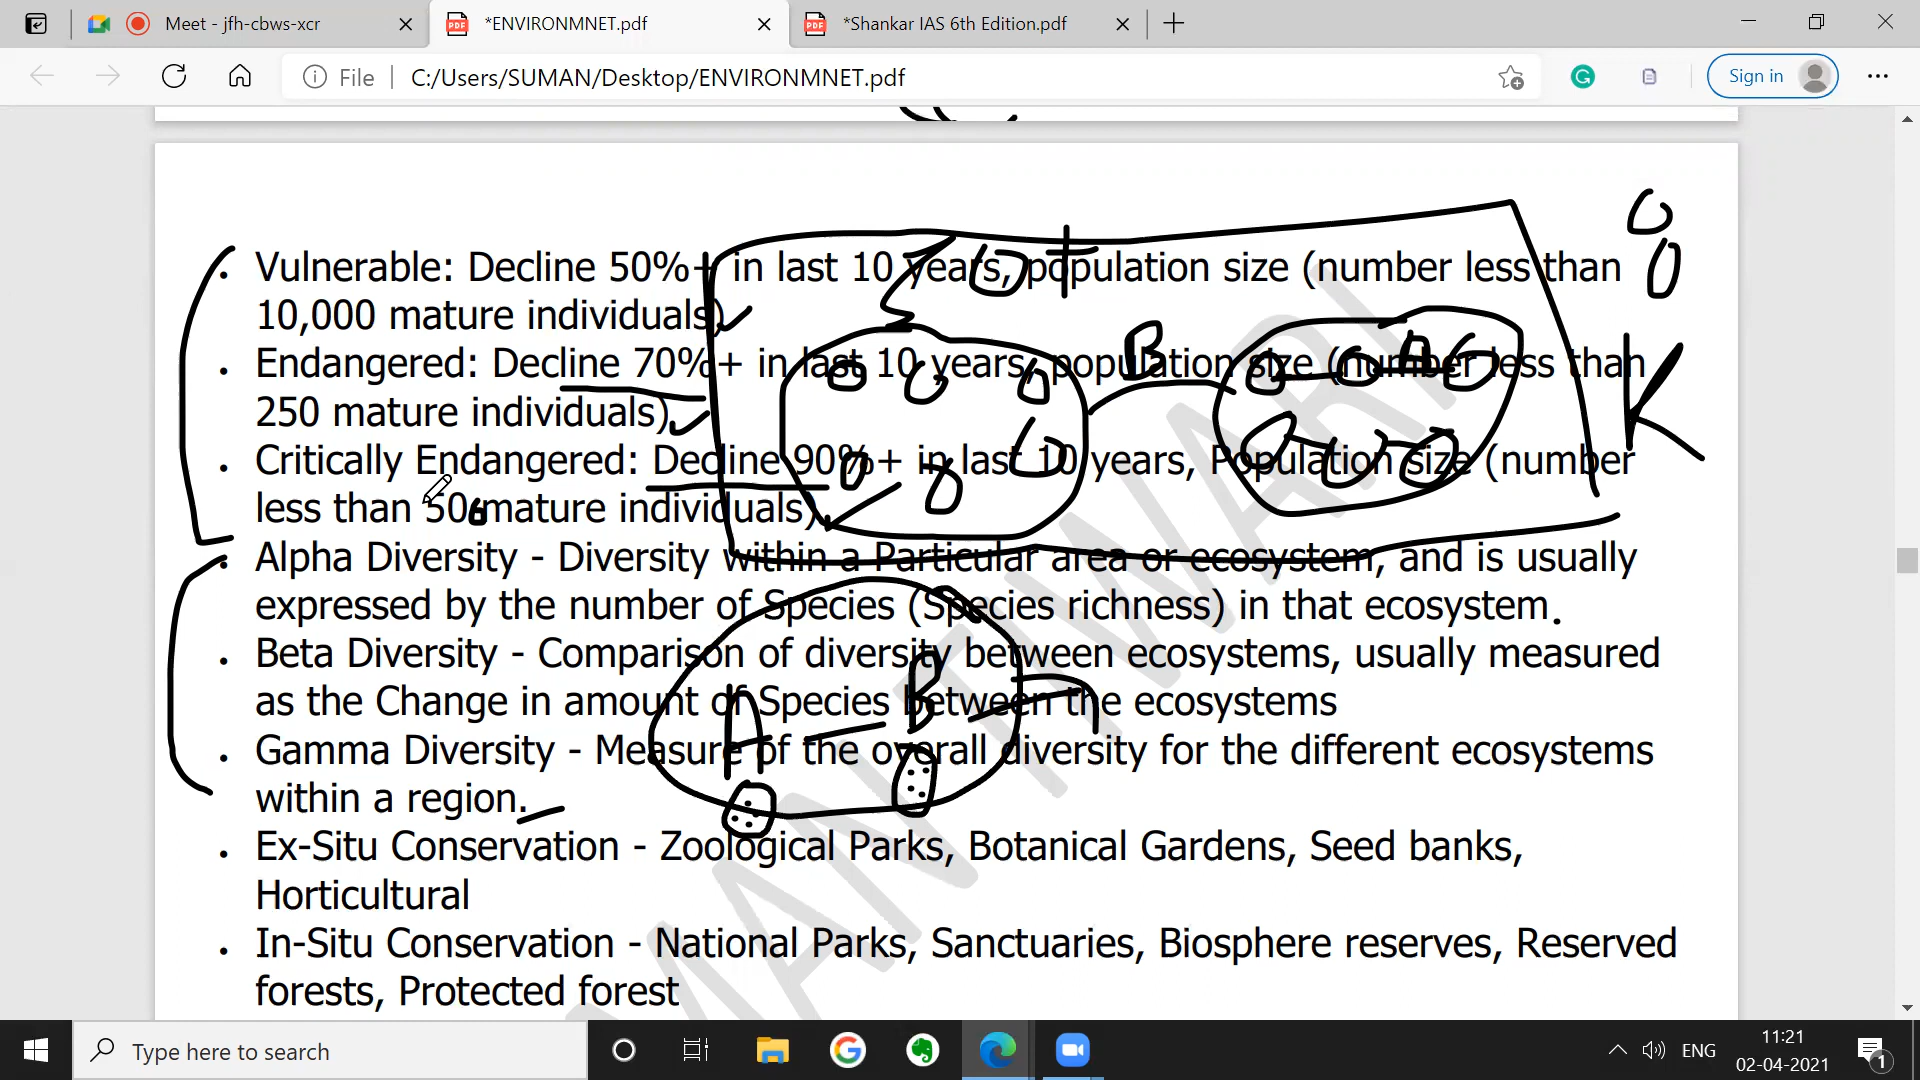 Meet - jfh-cbws-xcr
*ENVIRONMNET.pdf
*Shankar IAS 6th Edition.pdf
File
C:/Users/SUMAN/Desktop/ENVIRONMNET.pdf
Sign in
• Vulnerable: Decline 50%+ in last 10 years, population size (number less than
10,000 mature individuals)
• Endangered: Decline 70%+ in last 10 years, population size (number less than
250 mature individuals)
• Critically Endangered: Decline 90%+ in last 10 years, Population size (number
less than 50 mature individuals)
• Alpha Diversity - Diversity within a Particular area or ecosystem, and is usually
expressed by the number of Species (Species richness) in that ecosystem.
• Beta Diversity - Comparison of diversity between ecosystems, usually measured
as the Change in amount of Species between the ecosystems
• Gamma Diversity - Measure of the overall diversity for the different ecosystems
within a region.
• Ex-Situ Conservation - Zoological Parks, Botanical Gardens, Seed banks,
Horticultural
• In-Situ Conservation - National Parks, Sanctuaries, Biosphere reserves, Reserved
forests, Protected forest
B
A
K
A - B
MAN TIWARI
Type here to search
ENG
11:21
02-04-2021
1